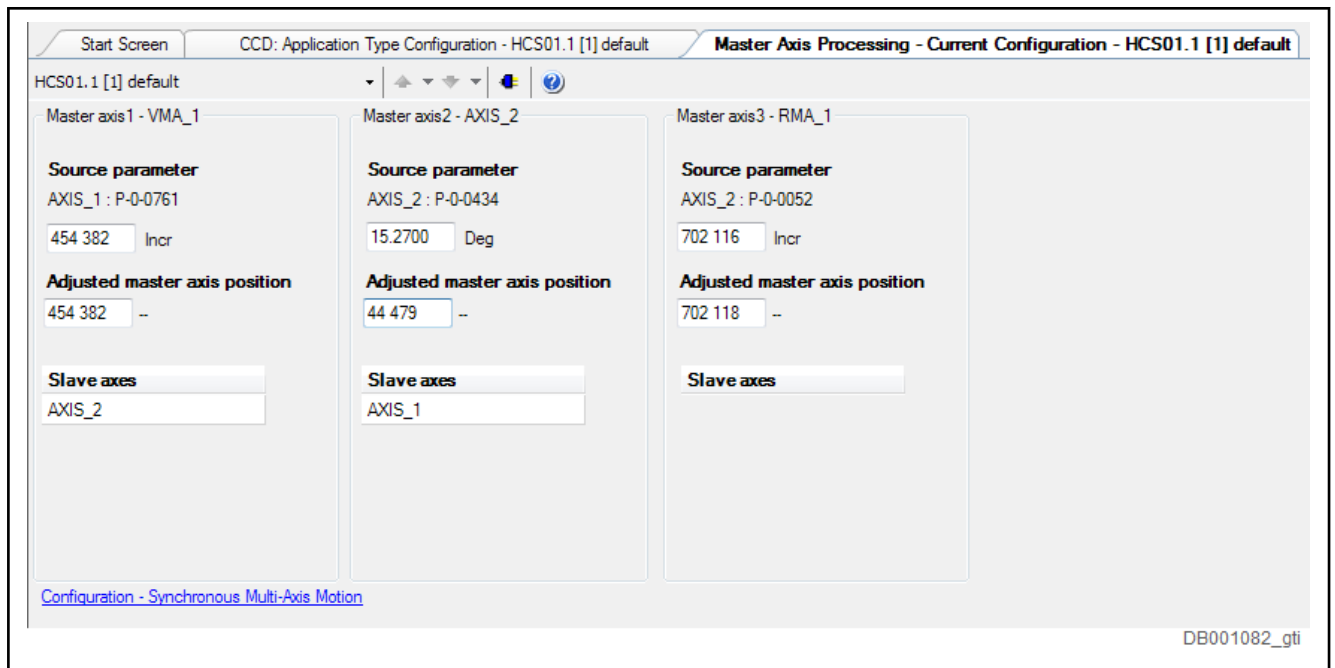 Start Screen
CCD: Application Type Configuration - HCS01.1 [1] default
Master Axis Processing - Current Configuration - HCS01.1 [1] default
HCS01.1 [1] default
Master axis1 - VMA_1
Source parameter
AXIS_1 : P-0-0761
454 382 Incr
Adjusted master axis position
454 382 --
Slave axes
AXIS_2
Master axis2 - AXIS_2
Source parameter
AXIS_2 : P-0-0434
15.2700 Deg
Adjusted master axis position
44 479 --
Slave axes
AXIS_1
Master axis3 - RMA_1
Source parameter
AXIS_2 : P-0-0052
702 116 Incr
Adjusted master axis position
702 118 --
Slave axes
Configuration - Synchronous Multi-Axis Motion
DB001082_gti